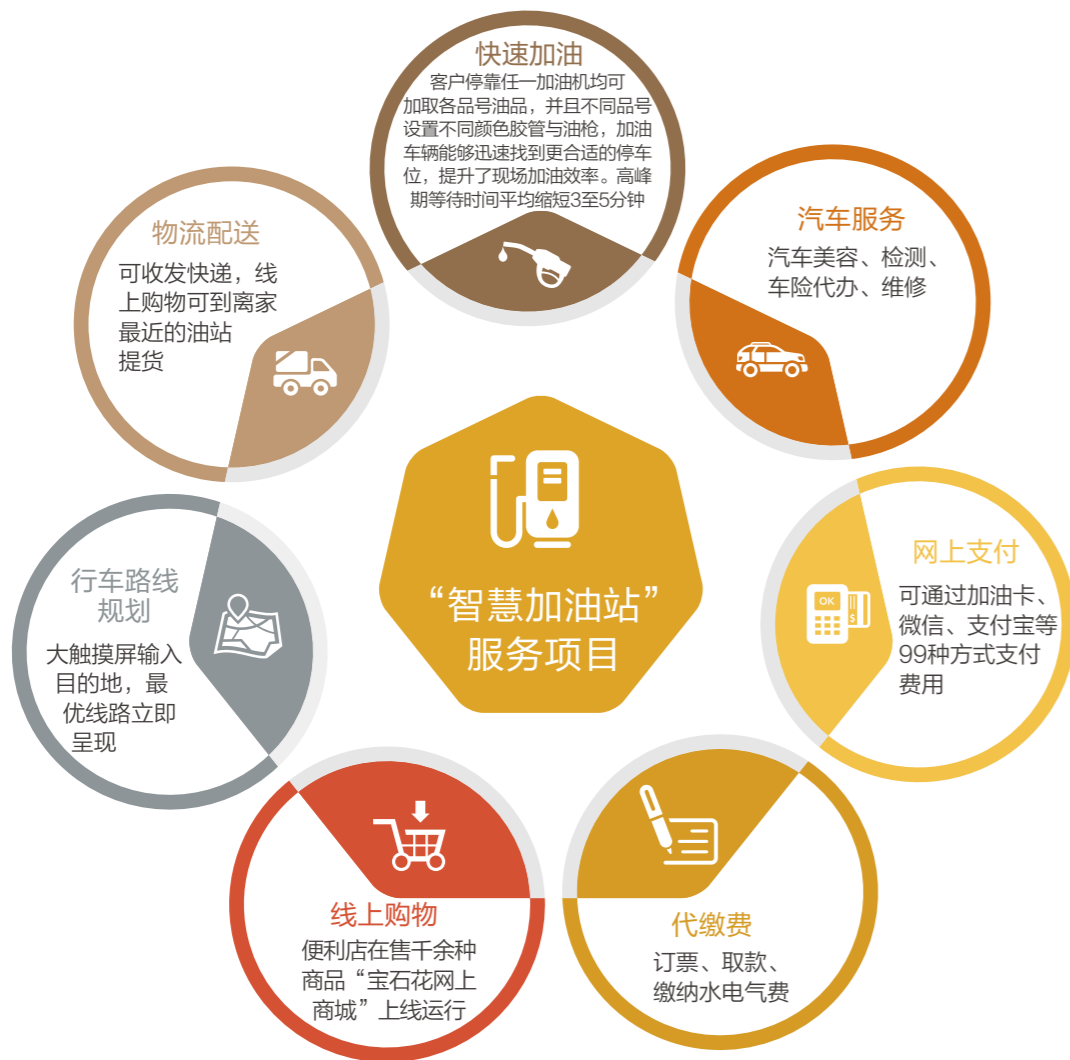 快速加油
客户停靠任一加油机均可
加取各品号油品，并且不同品号
设置不同颜色胶管与油枪，加油
车辆能够迅速找到更合适的停车
位，提升了现场加油效率。高峰
期等待时间平均缩短3至5分钟
汽车服务
汽车美容、检测、
车险代办、维修
网上支付
可通过加油卡、
微信、支付宝等
99种方式支付
费用
OK
$
代缴费
订票、取款、
缴纳水电气费
线上购物
便利店在售千余种
商品“宝石花网上
商城”上线运行
行车路线
规划
大触摸屏输入
目的地，最
优线路立即
呈现
物流配送
可收发快递，线
上购物可到离家
最近的油站
提货
“智慧加油站”
服务项目